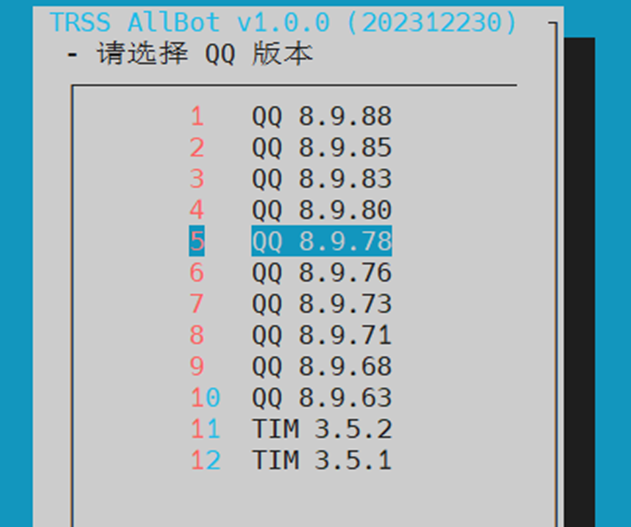 TRSS AllBot v1.0.0 (202312230)
- 请选择 QQ 版本
1 QQ 8.9.88
2 QQ 8.9.85
3 QQ 8.9.83
4 QQ 8.9.80
5 QQ 8.9.78
6 QQ 8.9.76
7 QQ 8.9.73
8 QQ 8.9.71
9 QQ 8.9.68
10 QQ 8.9.63
11 TIM 3.5.2
12 TIM 3.5.1